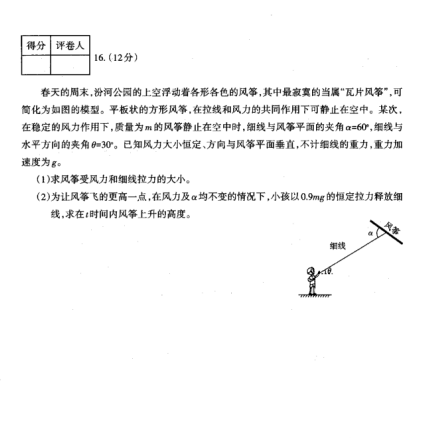 得分 评卷人
16.(12分)
春天的周末,汾河公园的上空浮动着各形各色的风筝,其中最寂寞的当属“瓦片风筝”,可
简化为如图的模型。平板状的方形风筝,在拉线和风力的共同作用下可静止在空中。某次,
在稳定的风力作用下,质量为m的风筝静止在空中时,细线与风筝平面的夹角α=60°,细线与
水平方向的夹角θ=30°。已知风力大小恒定、方向与风筝平面垂直,不计细线的重力,重力加
速度为g。
(1)求风筝受风力和细线拉力的大小。
(2)为让风筝飞的更高一点,在风力及α均不变的情况下,小孩以0.9mg的恒定拉力释放细
线,求在t时间内风筝上升的高度。
风筝
α
细线
θ